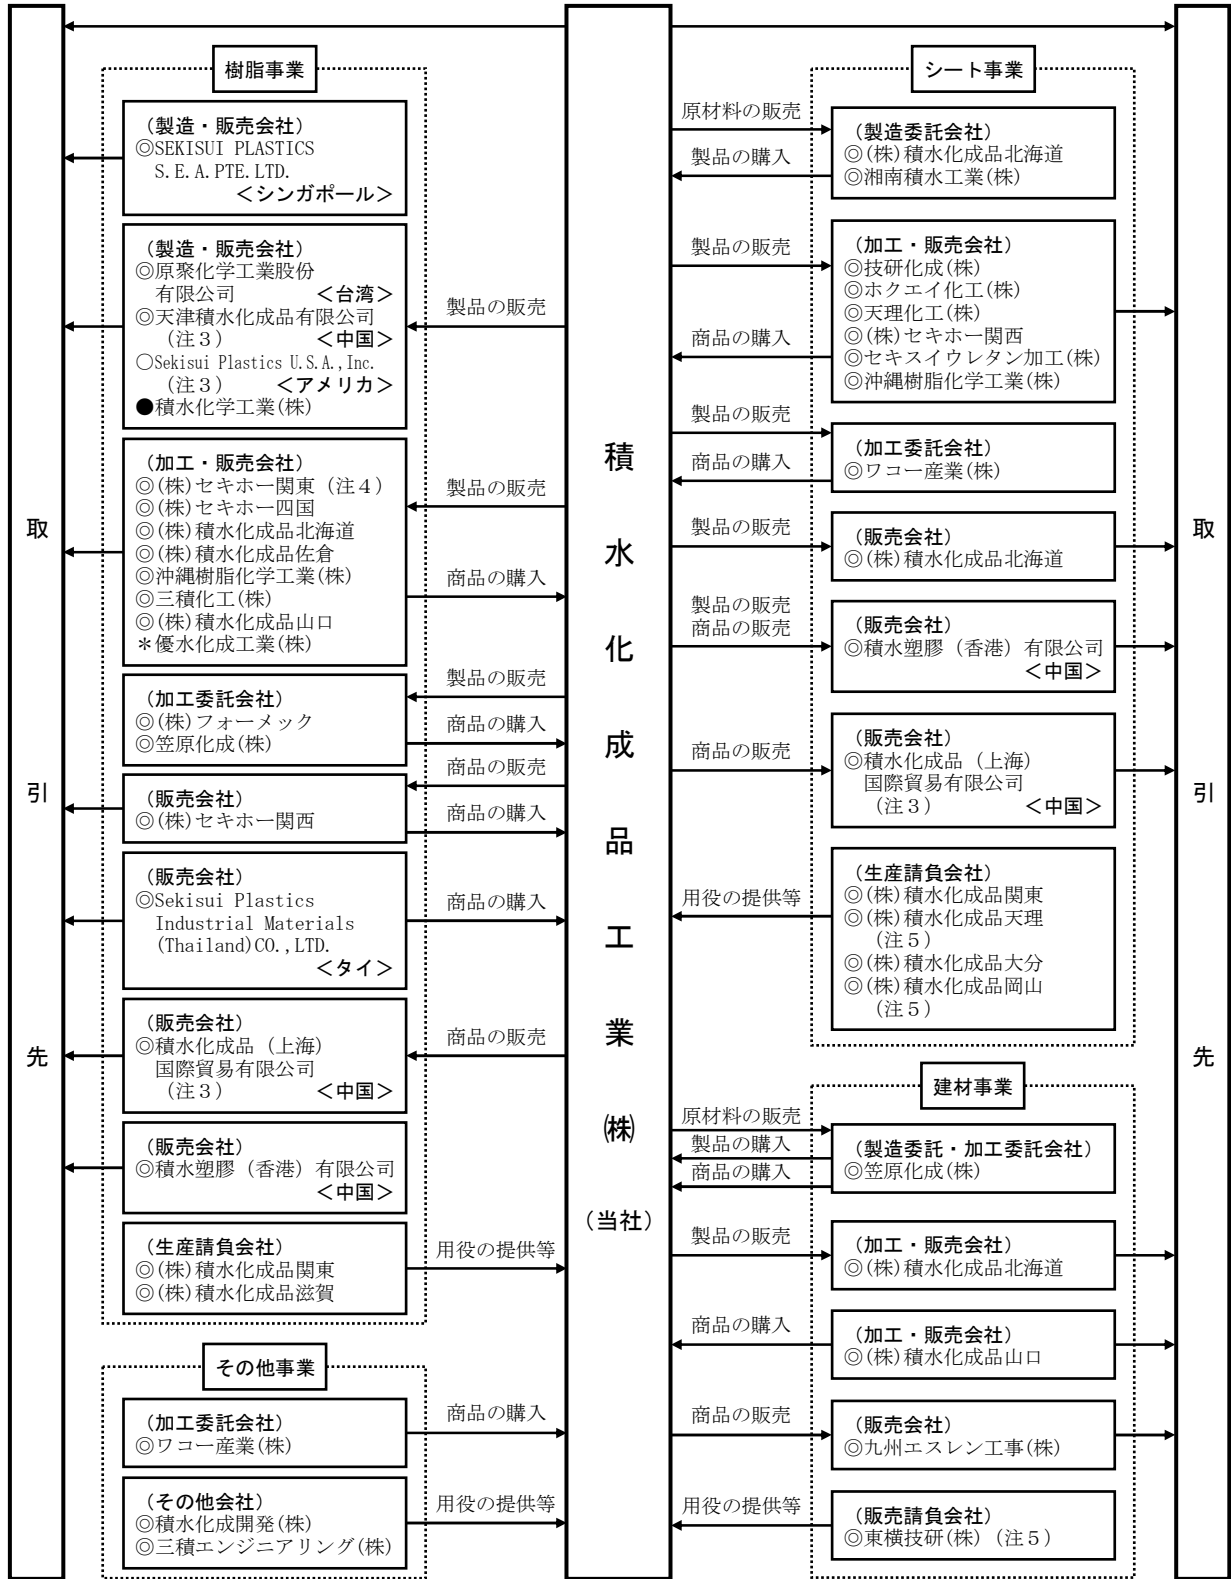 取
引
先
樹脂事業
（製造・販売会社）
◎SEKISUI PLASTICS
S.E.A.PTE.LTD.
＜シンガポール＞
（製造・販売会社）
◎原聚化学工業股份
有限公司 ＜台湾＞
◎天津積水化成品有限公司
（注３） ＜中国＞
○Sekisui Plastics U.S.A.,Inc.
（注３） ＜アメリカ＞
●積水化学工業(株)
製品の販売
（加工・販売会社）
◎(株)セキホー関東（注４）
◎(株)セキホー四国
◎(株)積水化成品北海道
◎(株)積水化成品佐倉
◎沖縄樹脂化学工業(株)
◎三積化工(株)
◎(株)積水化成品山口
＊優水化成工業(株)
製品の販売
商品の購入
（加工委託会社）
◎(株)フォーメック
◎笠原化成(株)
製品の販売
商品の購入
（販売会社）
◎(株)セキホー関西
商品の販売
商品の購入
（販売会社）
◎Sekisui Plastics
Industrial Materials
(Thailand)CO.,LTD.
＜タイ＞
商品の購入
（販売会社）
◎積水化成品（上海）
国際貿易有限公司
（注３） ＜中国＞
商品の販売
（販売会社）
◎積水塑膠（香港）有限公司
＜中国＞
（生産請負会社）
◎(株)積水化成品関東
◎(株)積水化成品滋賀
用役の提供等
その他事業
（加工委託会社）
◎ワコー産業(株)
商品の購入
（その他会社）
◎積水化成開発(株)
◎三積エンジニアリング(株)
用役の提供等
積
水
化
成
品
工
業
㈱
（当社）
シート事業
原材料の販売
製品の購入
（製造委託会社）
◎(株)積水化成品北海道
◎湘南積水工業(株)
製品の販売
商品の購入
（加工・販売会社）
◎技研化成(株)
◎ホクエイ化工(株)
◎天理化工(株)
◎(株)セキホー関西
◎セキスイウレタン加工(株)
◎沖縄樹脂化学工業(株)
製品の販売
商品の購入
（加工委託会社）
◎ワコー産業(株)
製品の販売
（販売会社）
◎(株)積水化成品北海道
製品の販売
商品の販売
（販売会社）
◎積水塑膠（香港）有限公司
＜中国＞
商品の販売
（販売会社）
◎積水化成品（上海）
国際貿易有限公司
（注３） ＜中国＞
用役の提供等
（生産請負会社）
◎(株)積水化成品関東
◎(株)積水化成品天理
（注５）
◎(株)積水化成品大分
◎(株)積水化成品岡山
（注５）
建材事業
原材料の販売
製品の購入
商品の購入
（製造委託・加工委託会社）
◎笠原化成(株)
製品の販売
（加工・販売会社）
◎(株)積水化成品北海道
商品の購入
（加工・販売会社）
◎(株)積水化成品山口
商品の販売
（販売会社）
◎九州エスレン工事(株)
用役の提供等
（販売請負会社）
◎東横技研(株)（注５）
取
引
先